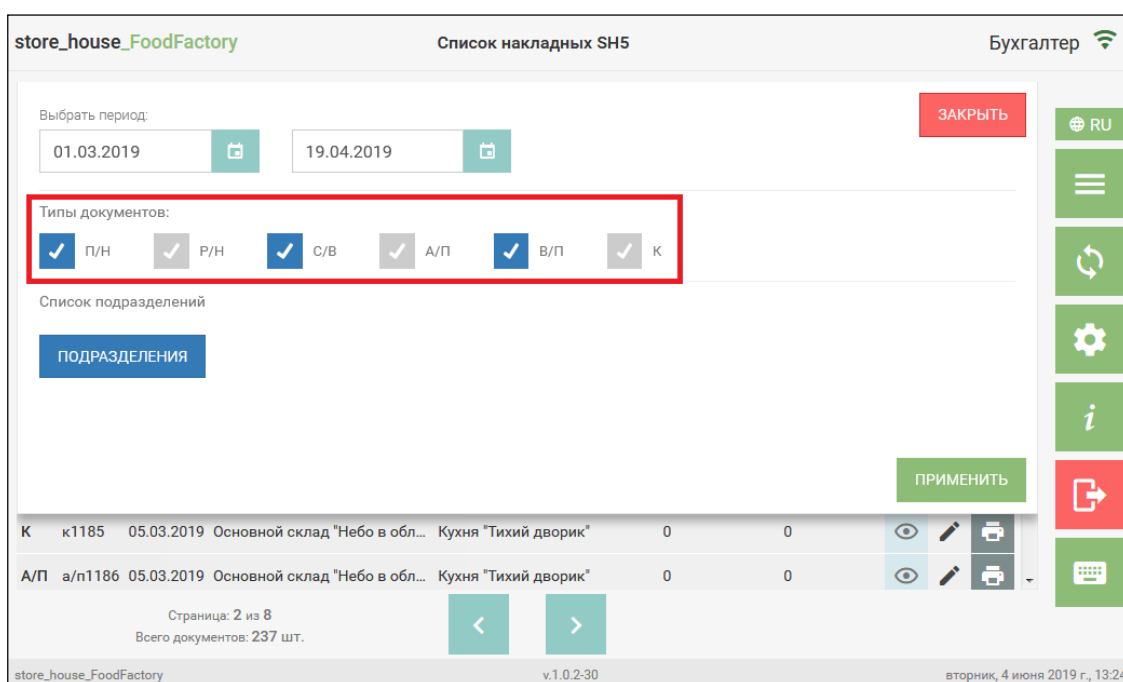 store_house_FoodFactory Список накладных SH5 Бухгалтер
Выбрать период: ЗАКРЫТЬ
RU
01.03.2019 19.04.2019
Типы документов:
П/Н Р/Н С/В А/П В/П К
Список подразделений
ПОДРАЗДЕЛЕНИЯ
i
ПРИМЕНИТЬ
К к1185 05.03.2019 Основной склад "Небо в обл... Кухня "Тихий дворик" 0 0
А/П а/п1186 05.03.2019 Основной склад "Небо в обл... Кухня "Тихий дворик" 0 0
Страница: 2 из 8
Всего документов: 237 шт.
store_house_FoodFactory v.1.0.2-30 вторник, 4 июня 2019 г., 13:24